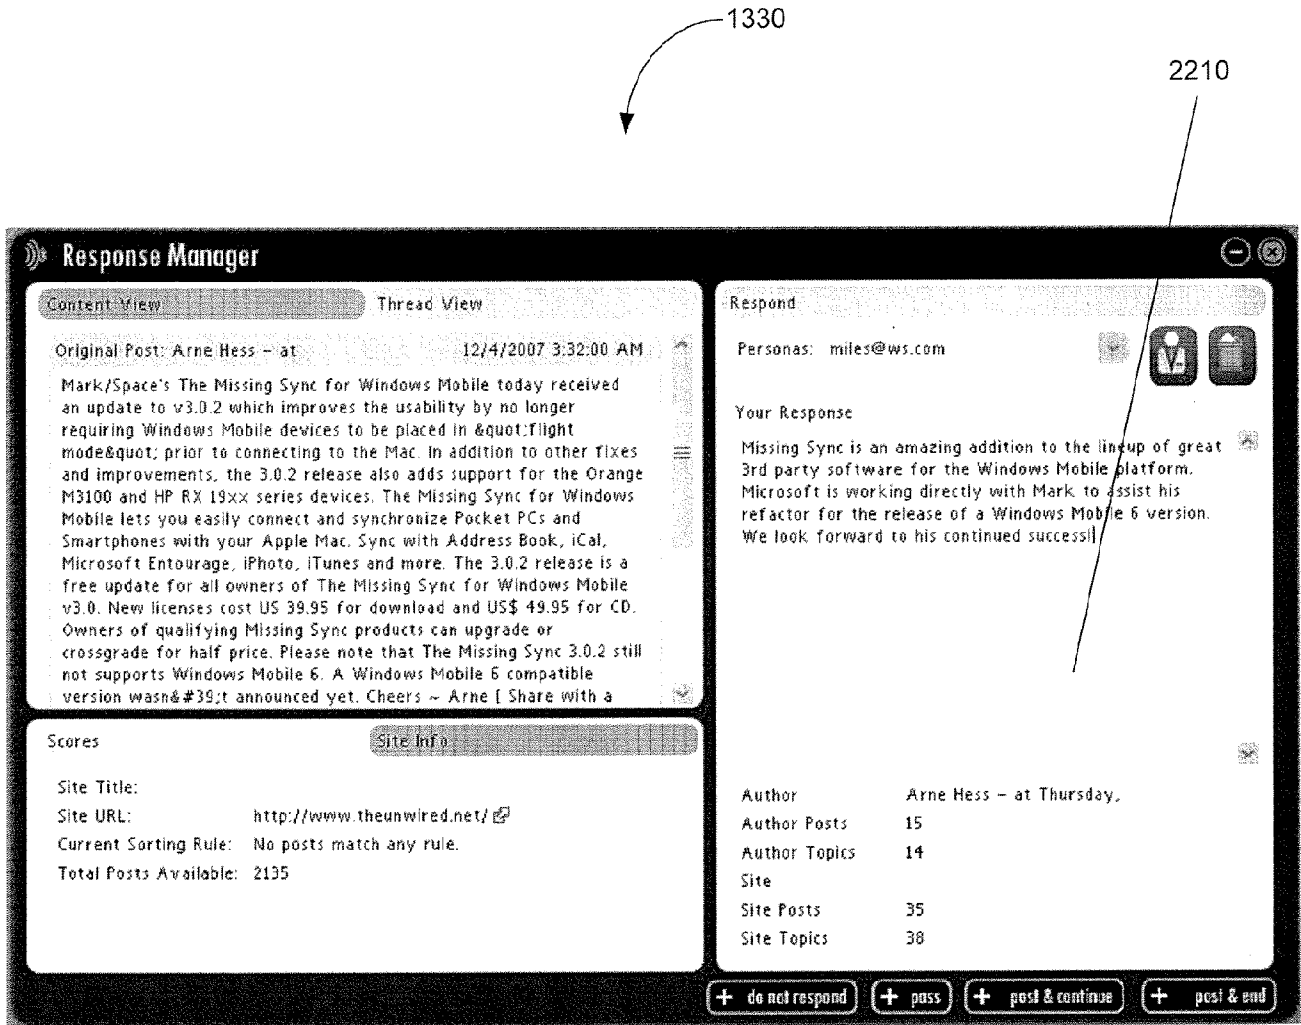 1330
2210
Response Manager
Content View
Thread View
Original Post: Arne Hess – at 12/4/2007 3:32:00 AM
Mark/Space's The Missing Sync for Windows Mobile today received
an update to v3.0.2 which improves the usability by no longer
requiring Windows Mobile devices to be placed in &quot;flight
mode&quot; prior to connecting to the Mac. In addition to other fixes
and improvements, the 3.0.2 release also adds support for the Orange
M3100 and HP RX 19xx series devices. The Missing Sync for Windows
Mobile lets you easily connect and synchronize Pocket PCs and
Smartphones with your Apple Mac. Sync with Address Book, iCal,
Microsoft Entourage, iPhoto, iTunes and more. The 3.0.2 release is a
free update for all owners of The Missing Sync for Windows Mobile
v3.0. New licenses cost US 39.95 for download and US$ 49.95 for CD.
Owners of qualifying Missing Sync products can upgrade or
crossgrade for half price. Please note that The Missing Sync 3.0.2 still
not supports Windows Mobile 6. A Windows Mobile 6 compatible
version wasn&#39;t announced yet. Cheers ~ Arne [ Share with a
Scores
Site Info
Site Title:
Site URL: http://www.theunwired.net/
Current Sorting Rule: No posts match any rule.
Total Posts Available: 2135
Respond
Personas: miles@ws.com
Your Response
Missing Sync is an amazing addition to the lineup of great
3rd party software for the Windows Mobile platform.
Microsoft is working directly with Mark to assist his
refactor for the release of a Windows Mobile 6 version.
We look forward to his continued success!
Author Arne Hess – at Thursday,
Author Posts 15
Author Topics 14
Site
Site Posts 35
Site Topics 38
+ do not respond
+ pass
+ post & continue
+ post & end